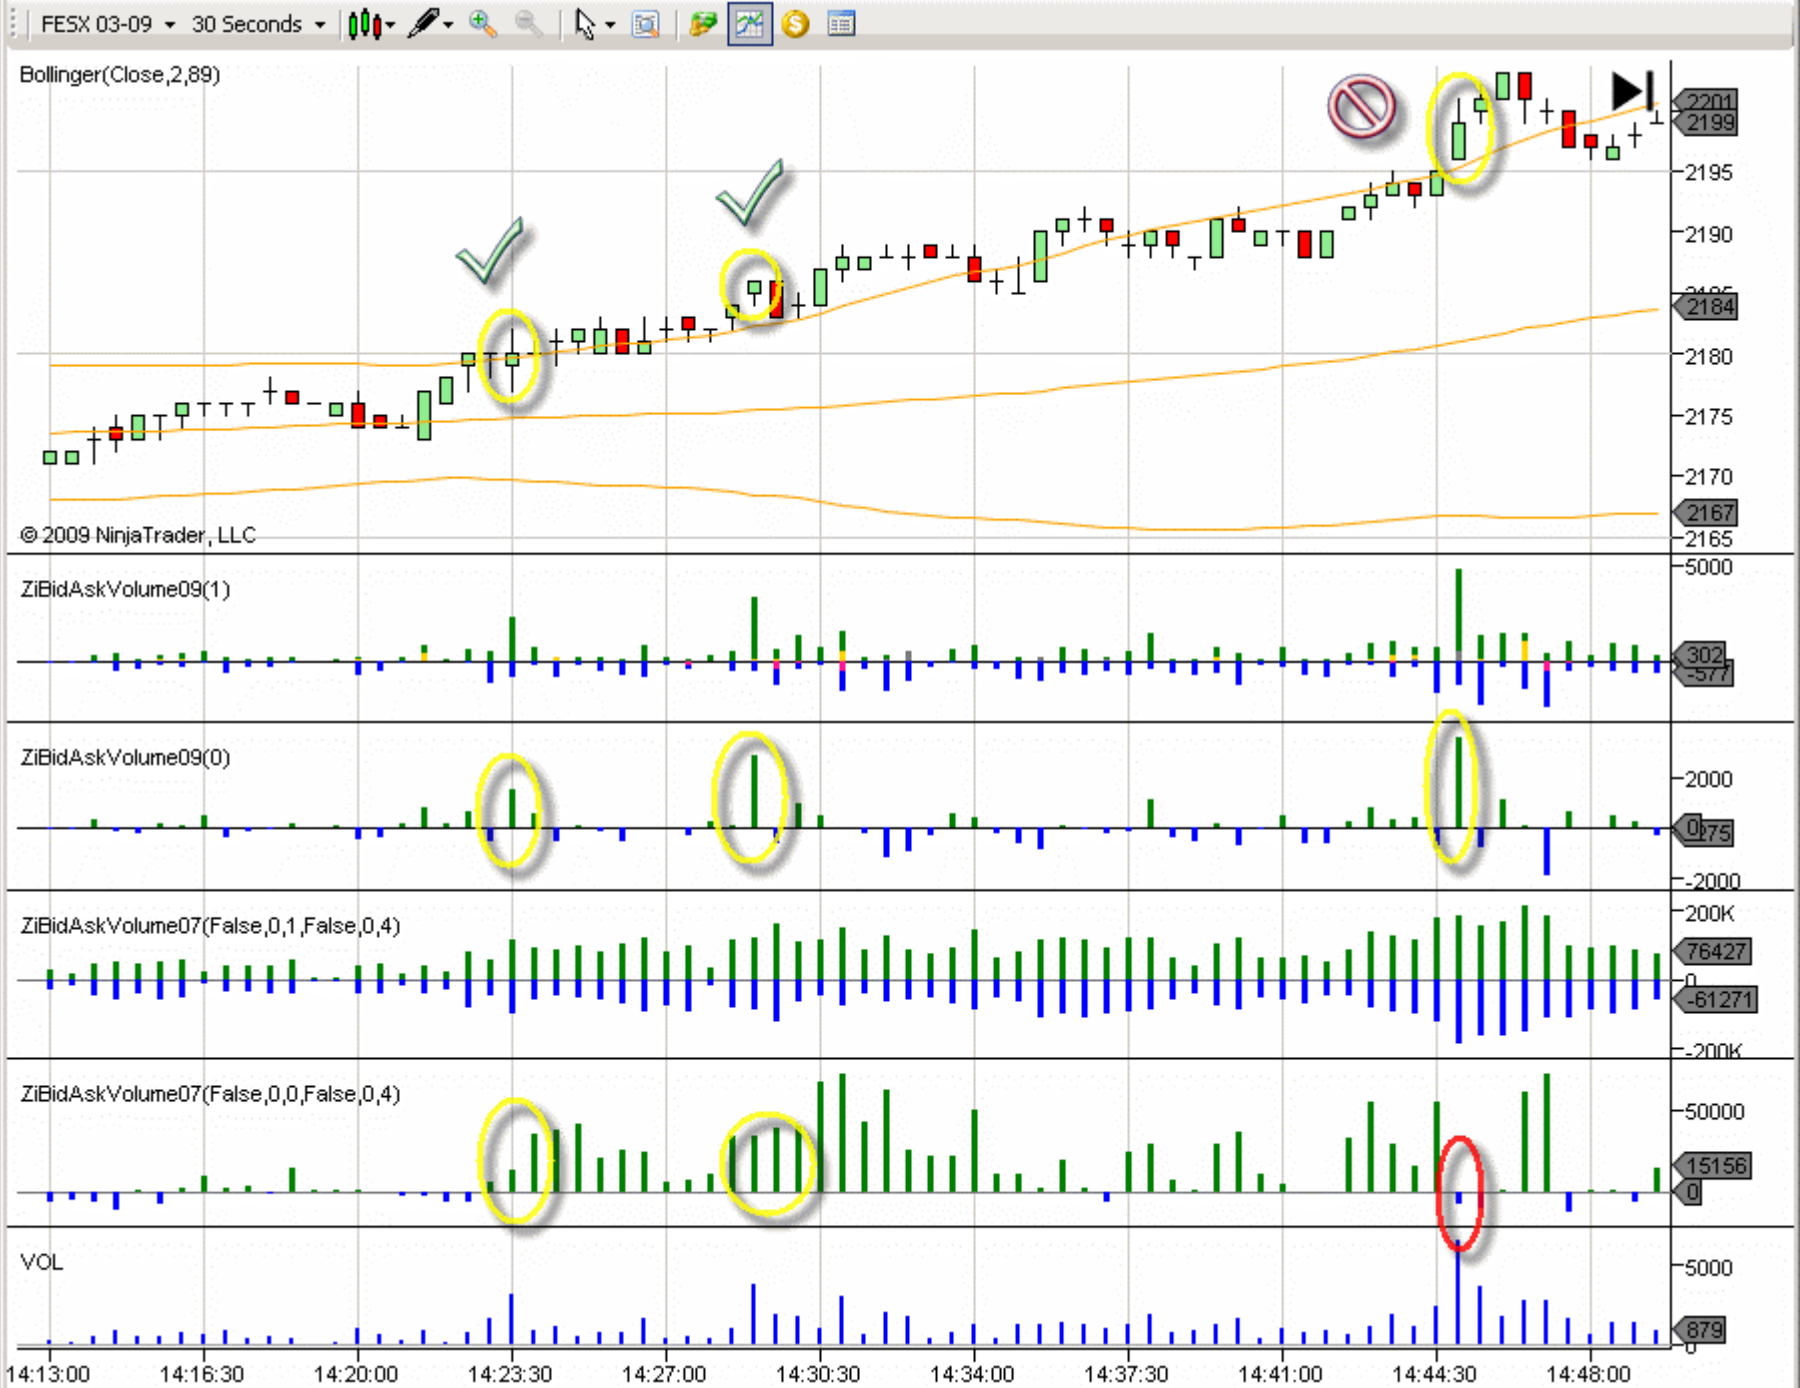 FESX 03-09 30 Seconds
Bollinger(Close,2,89)
2201
2199
2195
2190
2184
2180
2175
2170
2167
© 2009 NinjaTrader, LLC
2165
ZiBidAskVolume09(1)
5000
302
-577
ZiBidAskVolume09(0)
2000
0
-2000
ZiBidAskVolume07(False,0,1,False,0,4)
200K
76427
0
-61271
-200K
ZiBidAskVolume07(False,0,0,False,0,4)
50000
15156
0
VOL
5000
879
0
14:13:00 14:16:30 14:20:00 14:23:30 14:27:00 14:30:30 14:34:00 14:37:30 14:41:00 14:44:30 14:48:00